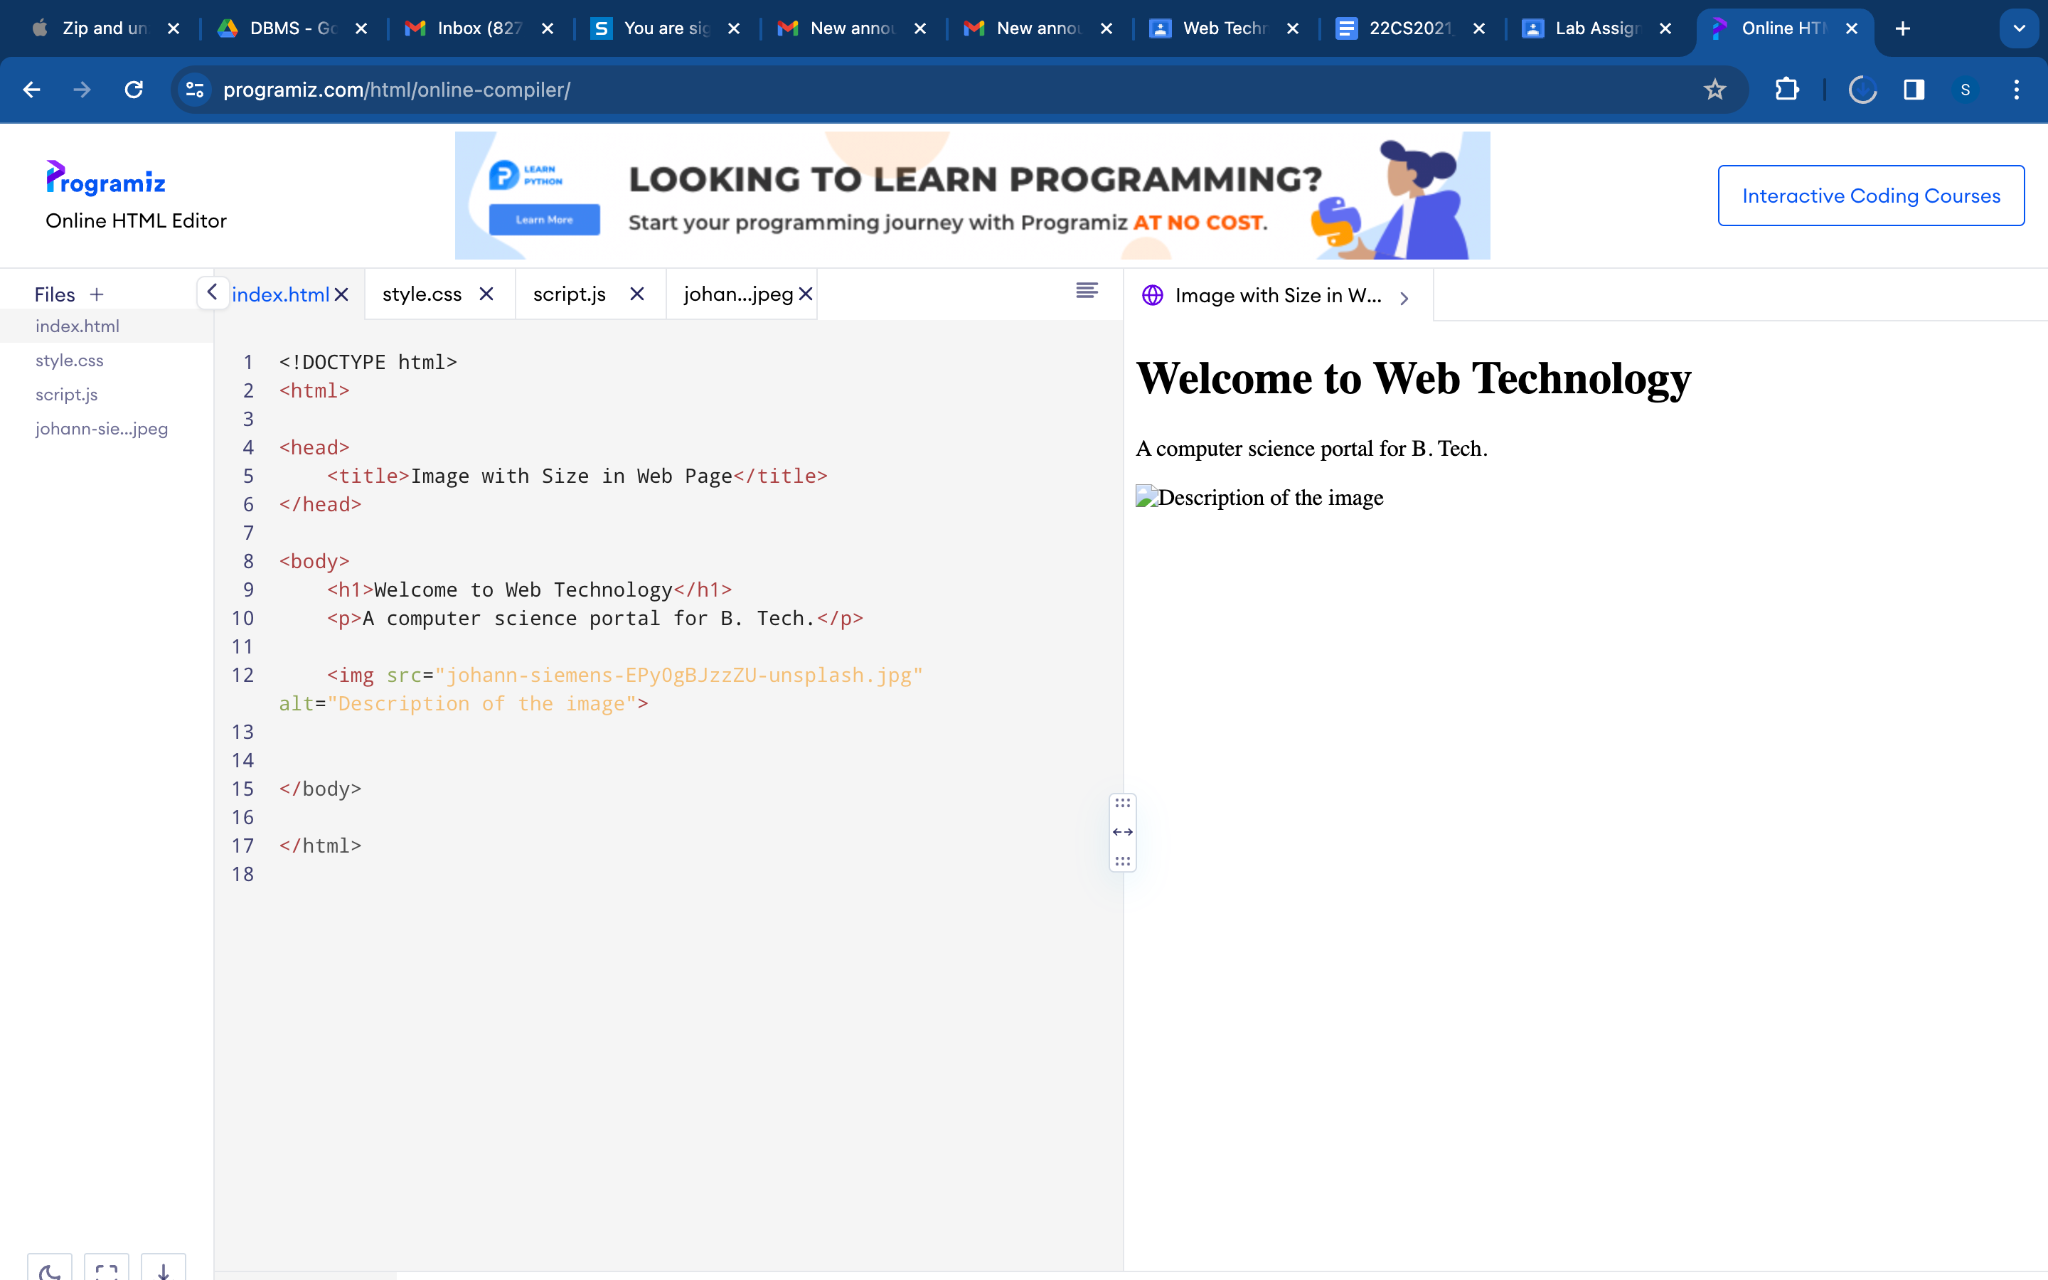 Zip and un
DBMS - Go
Inbox (827
You are sig
New annou
New annou
Web Techn
22CS2021_
Lab Assign
Online HTM
programiz.com/html/online-compiler/
S
Programiz
Online HTML Editor
LEARN
PYTHON
Learn More
LOOKING TO LEARN PROGRAMMING?
Start your programming journey with Programiz AT NO COST.
Interactive Coding Courses
Files +
index.html
style.css
script.js
johann-sie...jpeg
index.html
style.css
script.js
johan...jpeg
1 <!DOCTYPE html>
2 <html>
3
4 <head>
5     <title>Image with Size in Web Page</title>
6 </head>
7
8 <body>
9     <h1>Welcome to Web Technology</h1>
10     <p>A computer science portal for B. Tech.</p>
11
12     <img src="johann-siemens-EPy0gBJzzZU-unsplash.jpg"
alt="Description of the image">
13
14
15 </body>
16
17 </html>
18
Image with Size in W...
Welcome to Web Technology
A computer science portal for B. Tech.
Description of the image